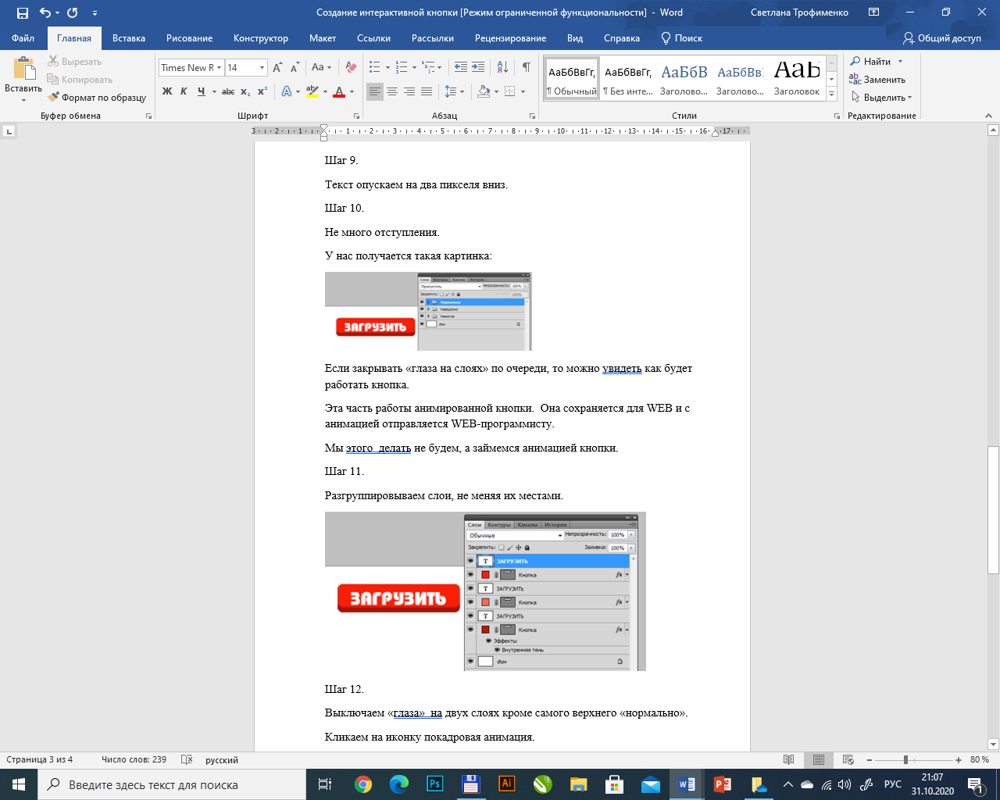 Создание интерактивной кнопки [Режим ограниченной функциональности] - Word
Светлана Трофименко
Файл Главная Вставка Рисование Конструктор Макет Ссылки Рассылки Рецензирование Вид Справка Поиск Общий доступ
Вставить
Вырезать
Копировать
Формат по образцу
Буфер обмена
Times New R 14
Ж К Ч abc x₂ x²
Шрифт
Абзац
АаБбВвГг, АаБбВвГг, АаБбВ АаБбВв. АаБ
¶ Обычный ¶ Без инте... Заголово... Заголово... Заголовок
Стили
Найти
Заменить
Выделить
Редактирование
3 2 1 1 2 3 4 5 6 7 8 9 10 11 12 13 14 15 16 17
Шаг 9.
Текст опускаем на два пикселя вниз.
Шаг 10.
Не много отступления.
У нас получается такая картинка:
Слои Контуры Каналы История
Пропустить Непрозрачность: 100%
Закрепить: 100%
Нормально
Наведение
Нажатие
Фон
ЗАГРУЗИТЬ
Если закрывать «глаза на слоях» по очереди, то можно увидеть как будет
работать кнопка.
Эта часть работы анимированной кнопки.  Она сохраняется для WEB и с
анимацией отправляется WEB-программисту.
Мы этого  делать не будем, а займемся анимацией кнопки.
Шаг 11.
Разгруппировываем слои, не меняя их местами.
Слои Контуры Каналы История
Обычные Непрозрачность: 100%
Закрепить: Заливка: 100%
T ЗАГРУЗИТЬ
Кнопка fx
T ЗАГРУЗИТЬ
Кнопка fx
T ЗАГРУЗИТЬ
Кнопка fx
Эффекты
Внутренняя тень
Фон
ЗАГРУЗИТЬ
Шаг 12.
Выключаем «глаза»  на двух слоях кроме самого верхнего «нормально».
Кликаем на иконку покадровая анимация.
Страница 3 из 4 Число слов: 239 русский 80 %
Введите здесь текст для поиска
Ps Ai
РУС
21:07
31.10.2020
1